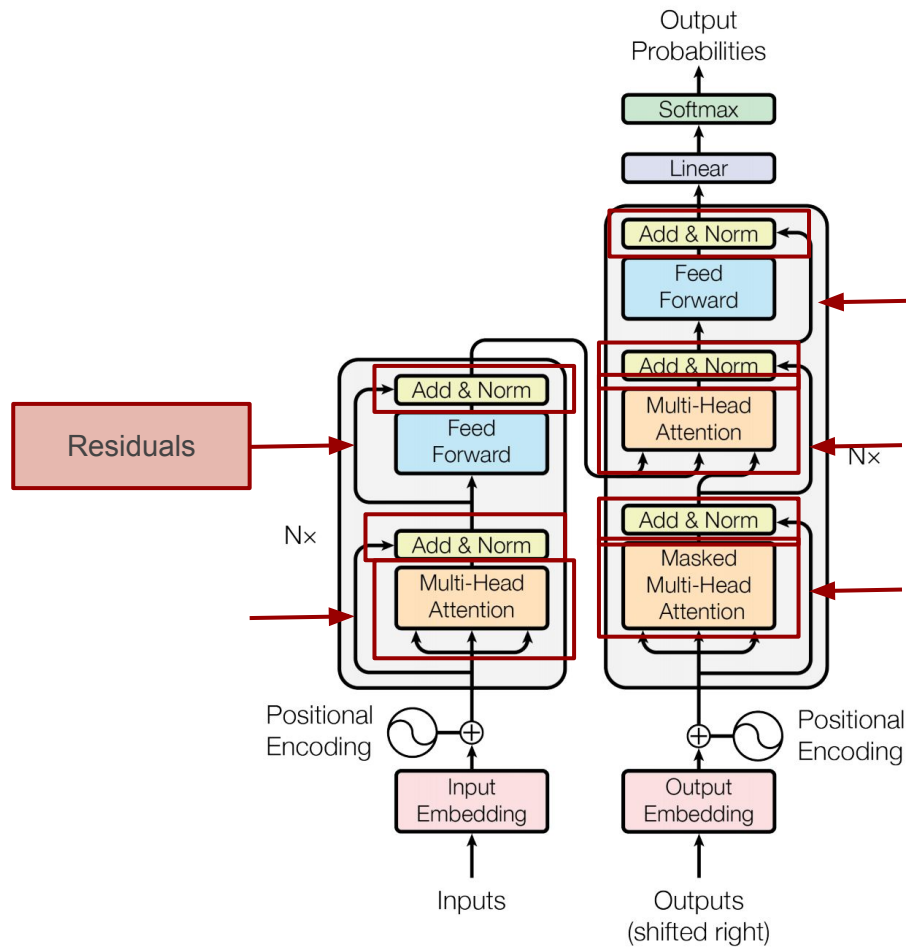 Output
Probabilities
Softmax
Linear
Add & Norm
Feed
Forward
Add & Norm
Multi-Head
Attention
Nx
Add & Norm
Masked
Multi-Head
Attention
Add & Norm
Feed
Forward
Residuals
Nx
Add & Norm
Multi-Head
Attention
Positional
Encoding
Positional
Encoding
Input
Embedding
Output
Embedding
Inputs
Outputs
(shifted right)